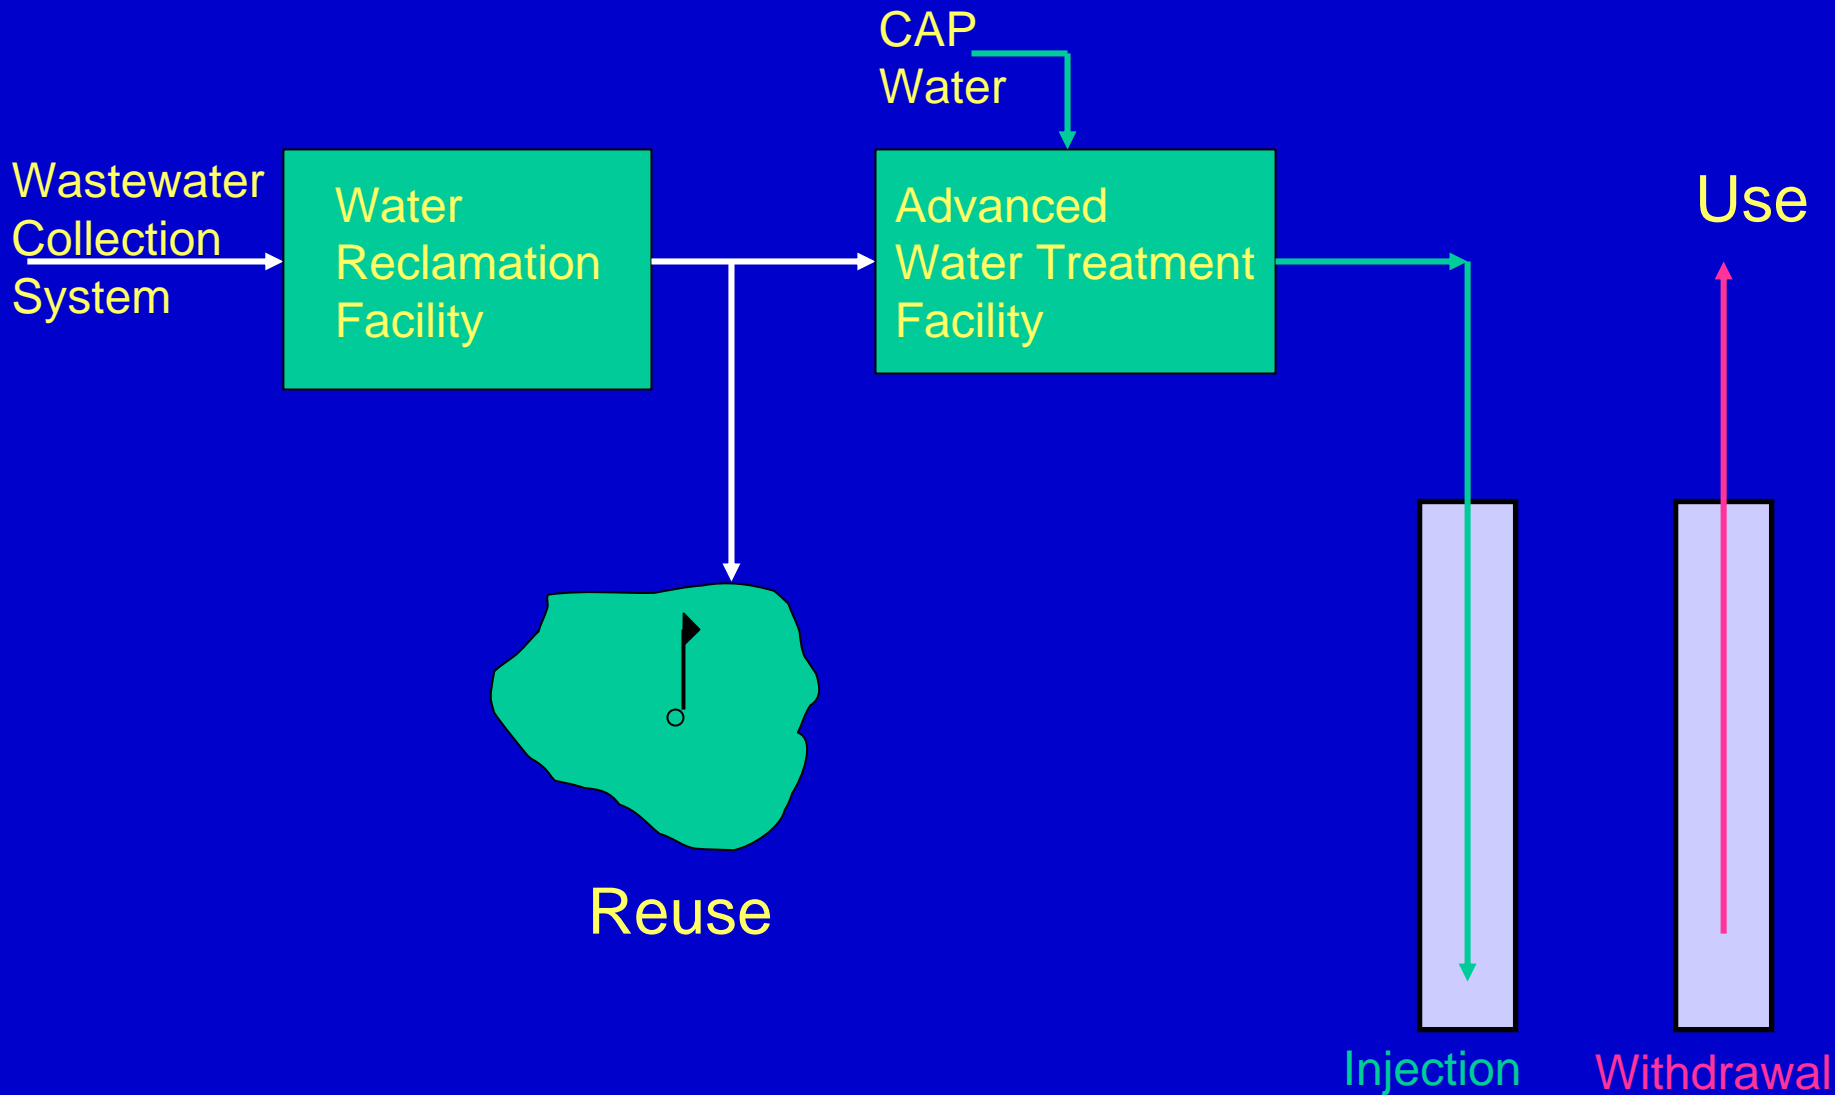 CAP
Water
Wastewater
Collection
System
Water
Reclamation
Facility
Advanced
Water Treatment
Facility
Use
Reuse
Injection
Withdrawal